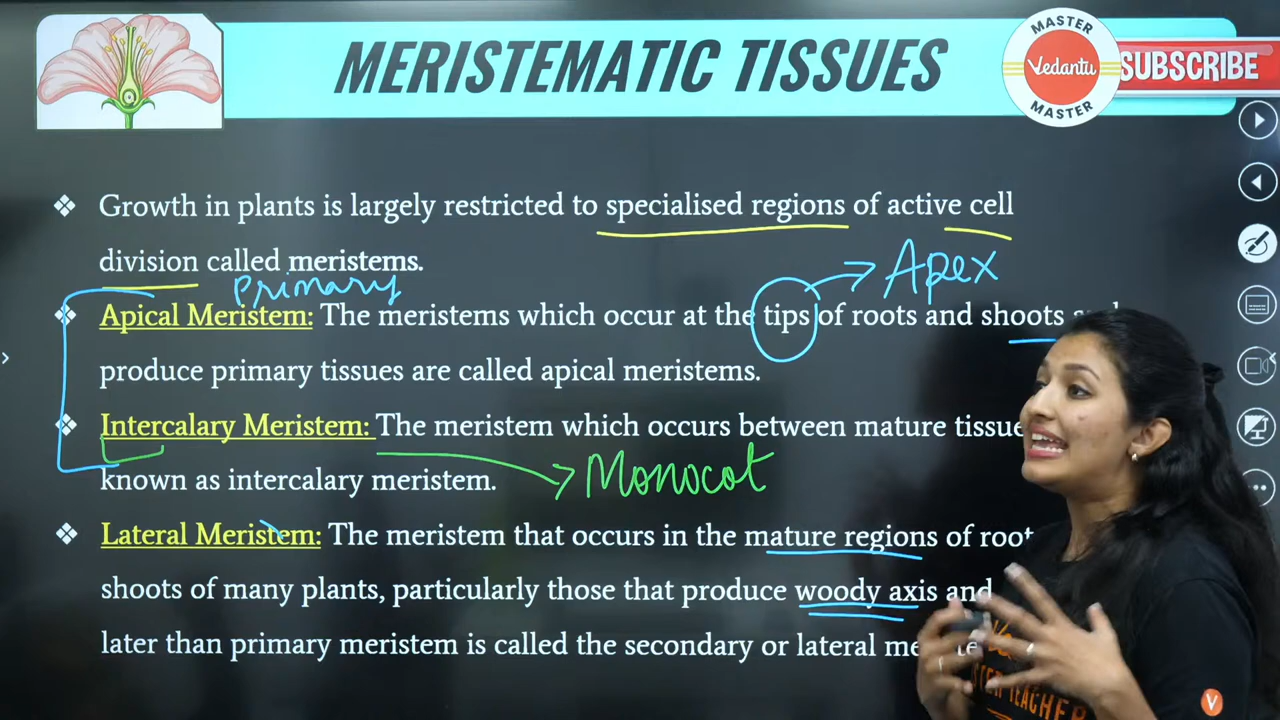 MERISTEMATIC TISSUES
MASTER
Vedantu
MASTER
SUBSCRIBE
❖ Growth in plants is largely restricted to specialised regions of active cell
division called meristems.
Primary
Apex
❖ Apical Meristem: The meristems which occur at the tips of roots and shoots
produce primary tissues are called apical meristems.
❖ Intercalary Meristem: The meristem which occurs between mature
known as intercalary meristem.
Monocot
❖ Lateral Meristem: The meristem that occurs in the mature regions of
shoots of many plants, particularly those that produce woody axis and
later than primary meristem is called the secondary or lateral
MASTER TEACHER